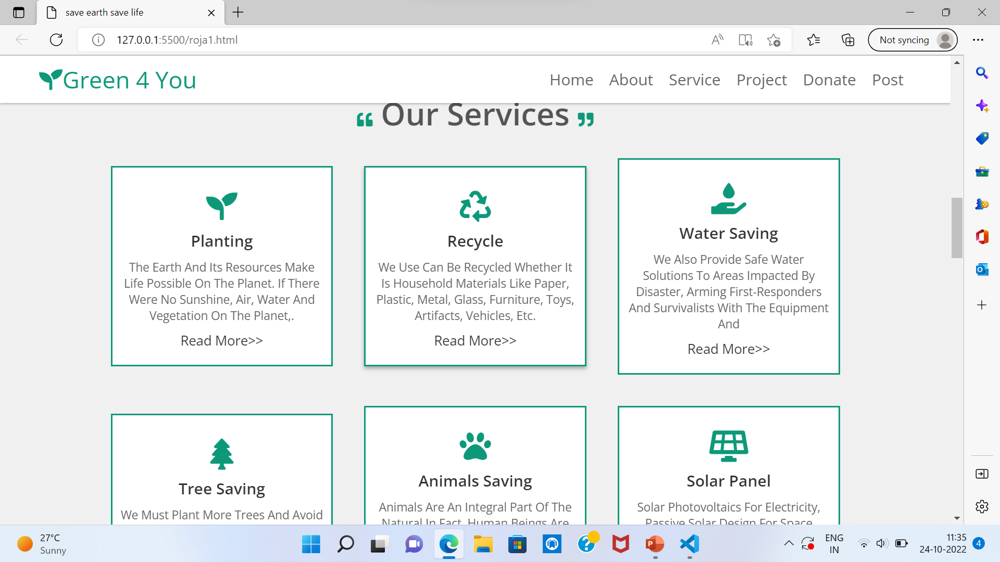 save earth save life
127.0.0.1:5500/roja1.html
Not syncing
Green 4 You
Home About Service Project Donate Post
“ Our Services ”
Planting
The Earth And Its Resources Make
Life Possible On The Planet. If There
Were No Sunshine, Air, Water And
Vegetation On The Planet,.
Read More>>
Recycle
We Use Can Be Recycled Whether It
Is Household Materials Like Paper,
Plastic, Metal, Glass, Furniture, Toys,
Artifacts, Vehicles, Etc.
Read More>>
Water Saving
We Also Provide Safe Water
Solutions To Areas Impacted By
Disaster, Arming First-Responders
And Survivalists With The Equipment
And
Read More>>
Tree Saving
We Must Plant More Trees And Avoid
Animals Saving
Animals Are An Integral Part Of The
Natural In Fact, Human Beings Are
Solar Panel
Solar Photovoltaics For Electricity,
Passive Solar Design For Space
27°C
Sunny
ENG
IN
11:35
24-10-2022
4